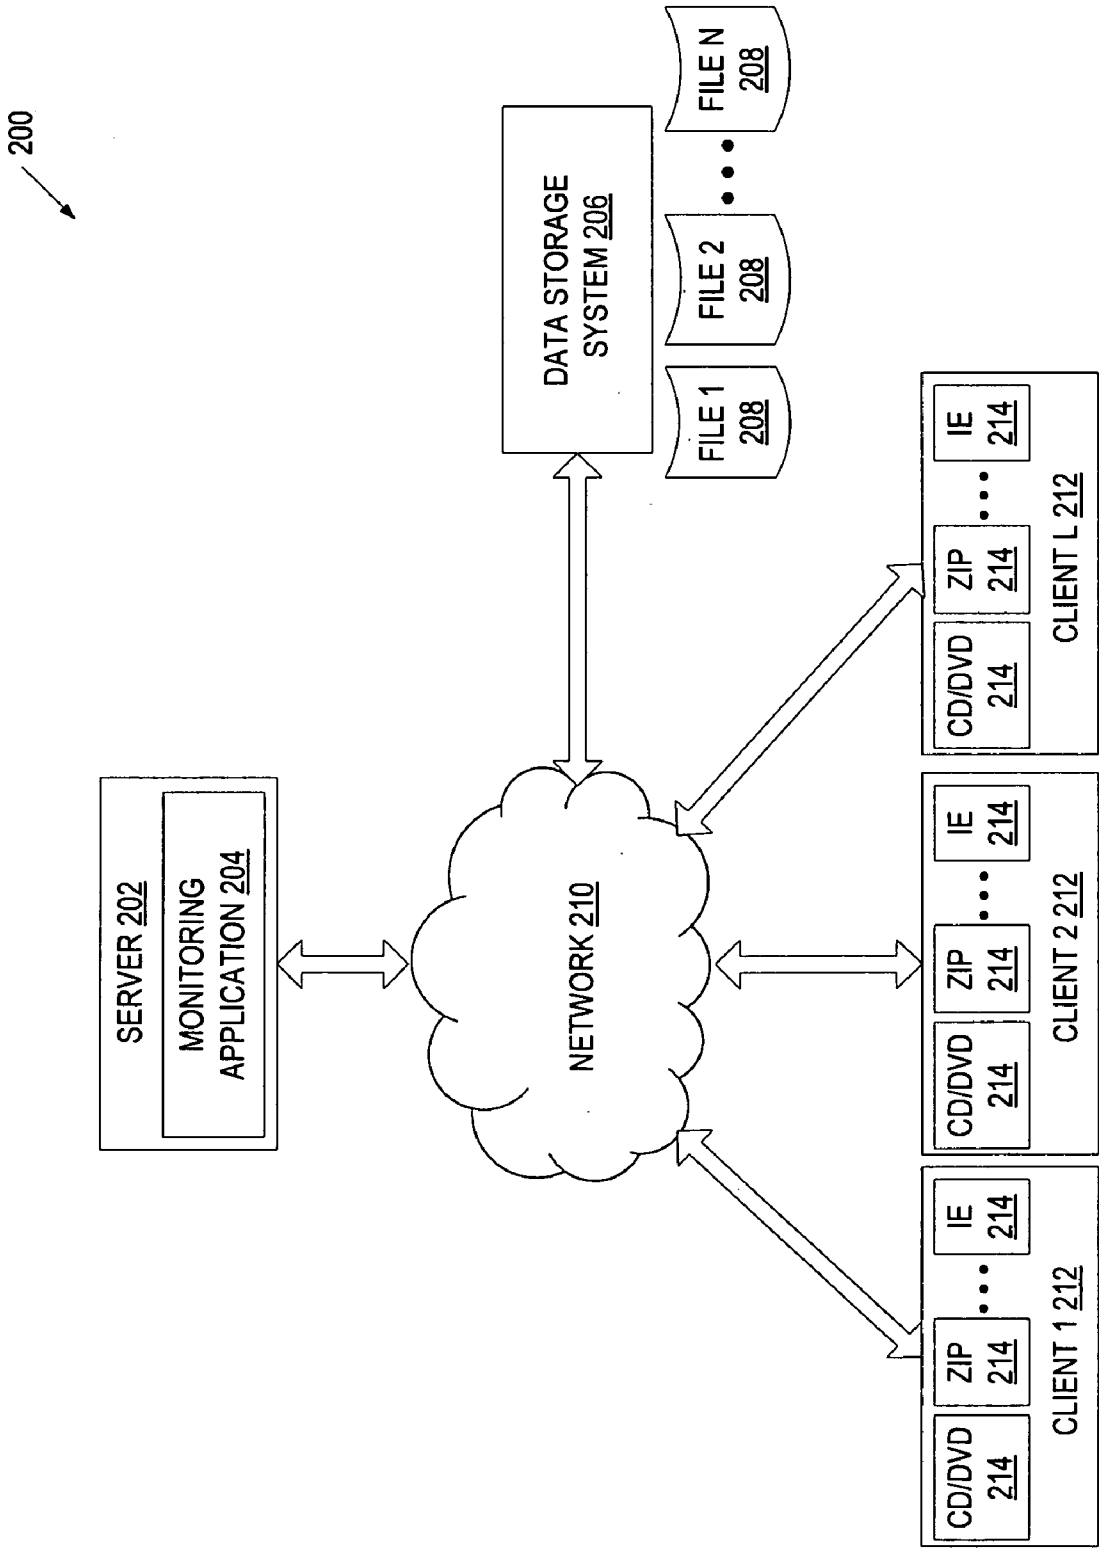 200
SERVER 202
MONITORING
APPLICATION 204
DATA STORAGE
SYSTEM 206
FILE 1
208
FILE 2
208
FILE N
208
NETWORK 210
CD/DVD
214
ZIP
214
IE
214
CLIENT 1 212
CD/DVD
214
ZIP
214
IE
214
CLIENT 2 212
CD/DVD
214
ZIP
214
IE
214
CLIENT L 212